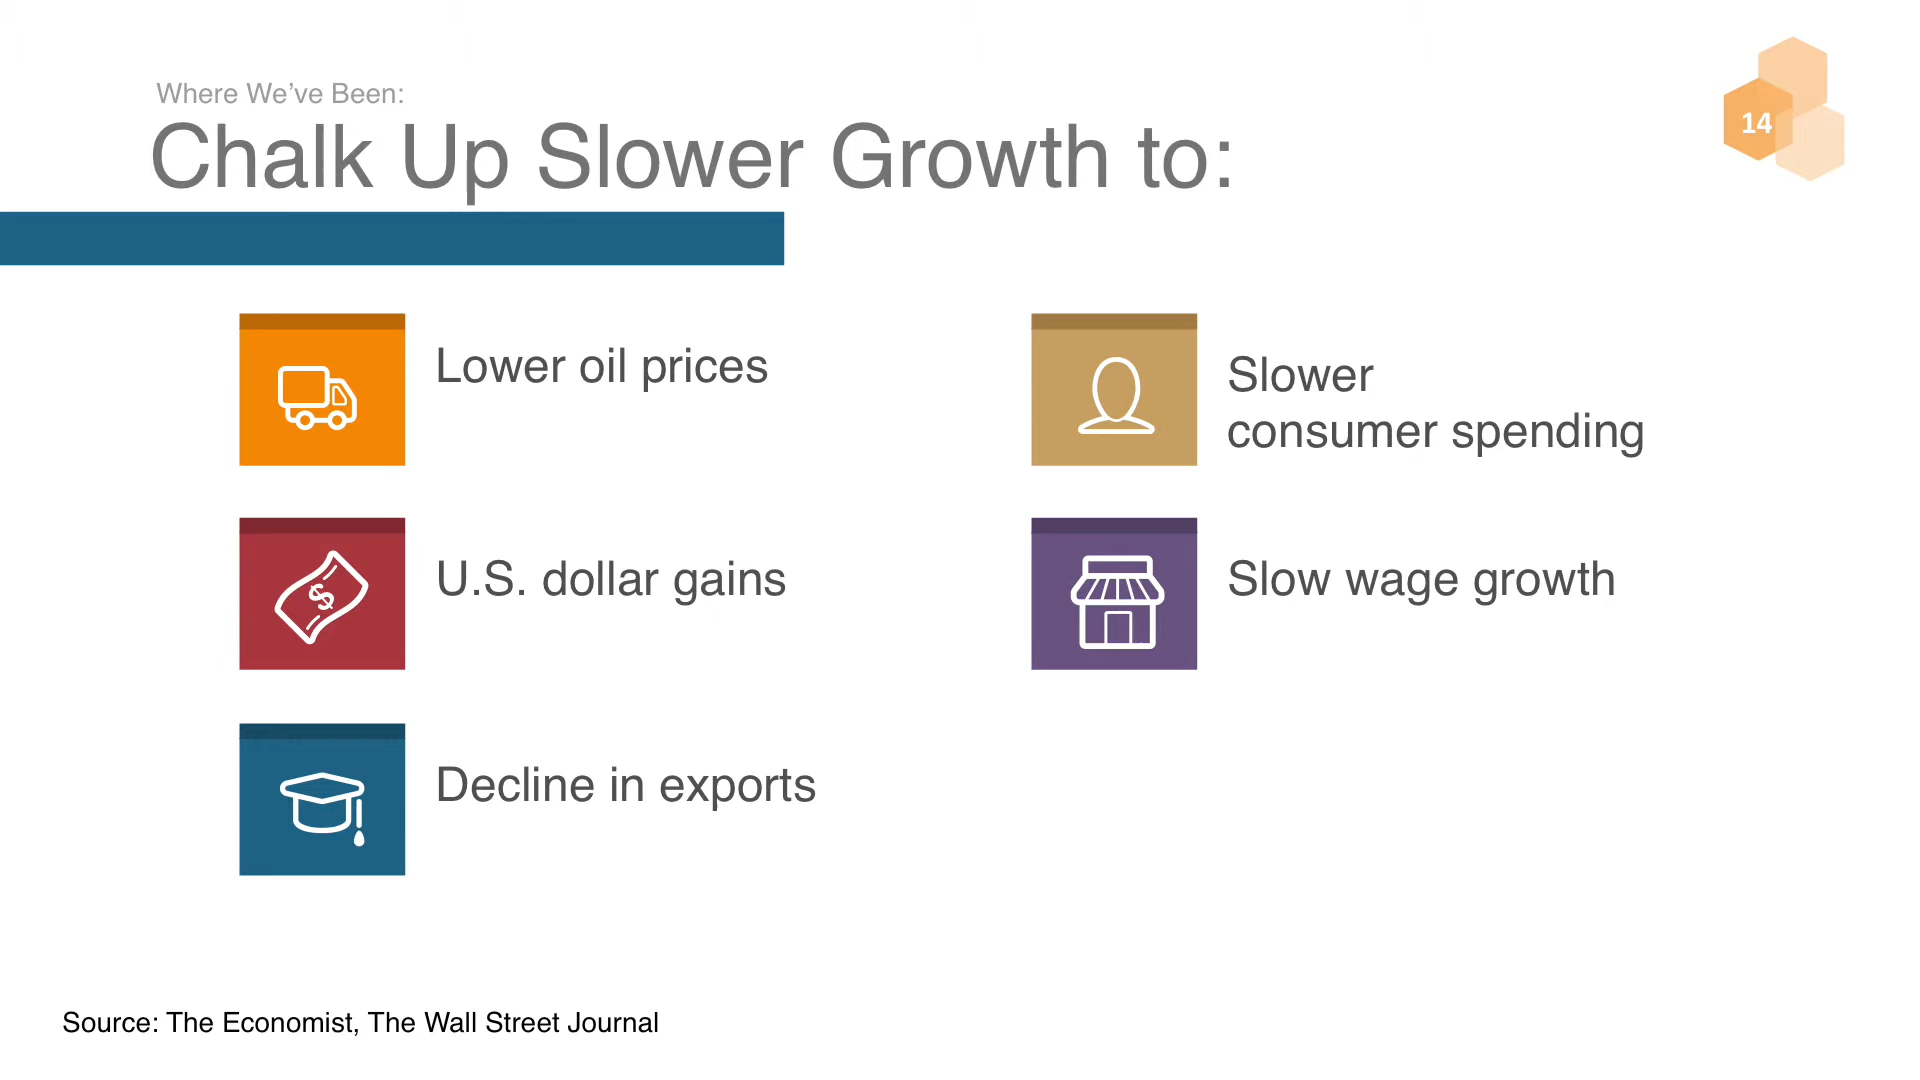 Where We’ve Been:
Chalk Up Slower Growth to:
14
Lower oil prices
U.S. dollar gains
$
Decline in exports
Slower
consumer spending
Slow wage growth
Source: The Economist, The Wall Street Journal